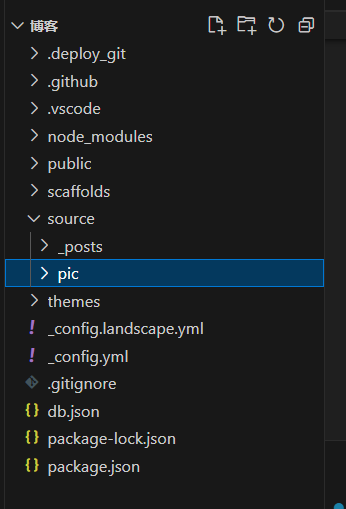 博客
.deploy_git
.github
.vscode
node_modules
public
scaffolds
source
_posts
pic
themes
_config.landscape.yml
_config.yml
.gitignore
db.json
package-lock.json
package.json